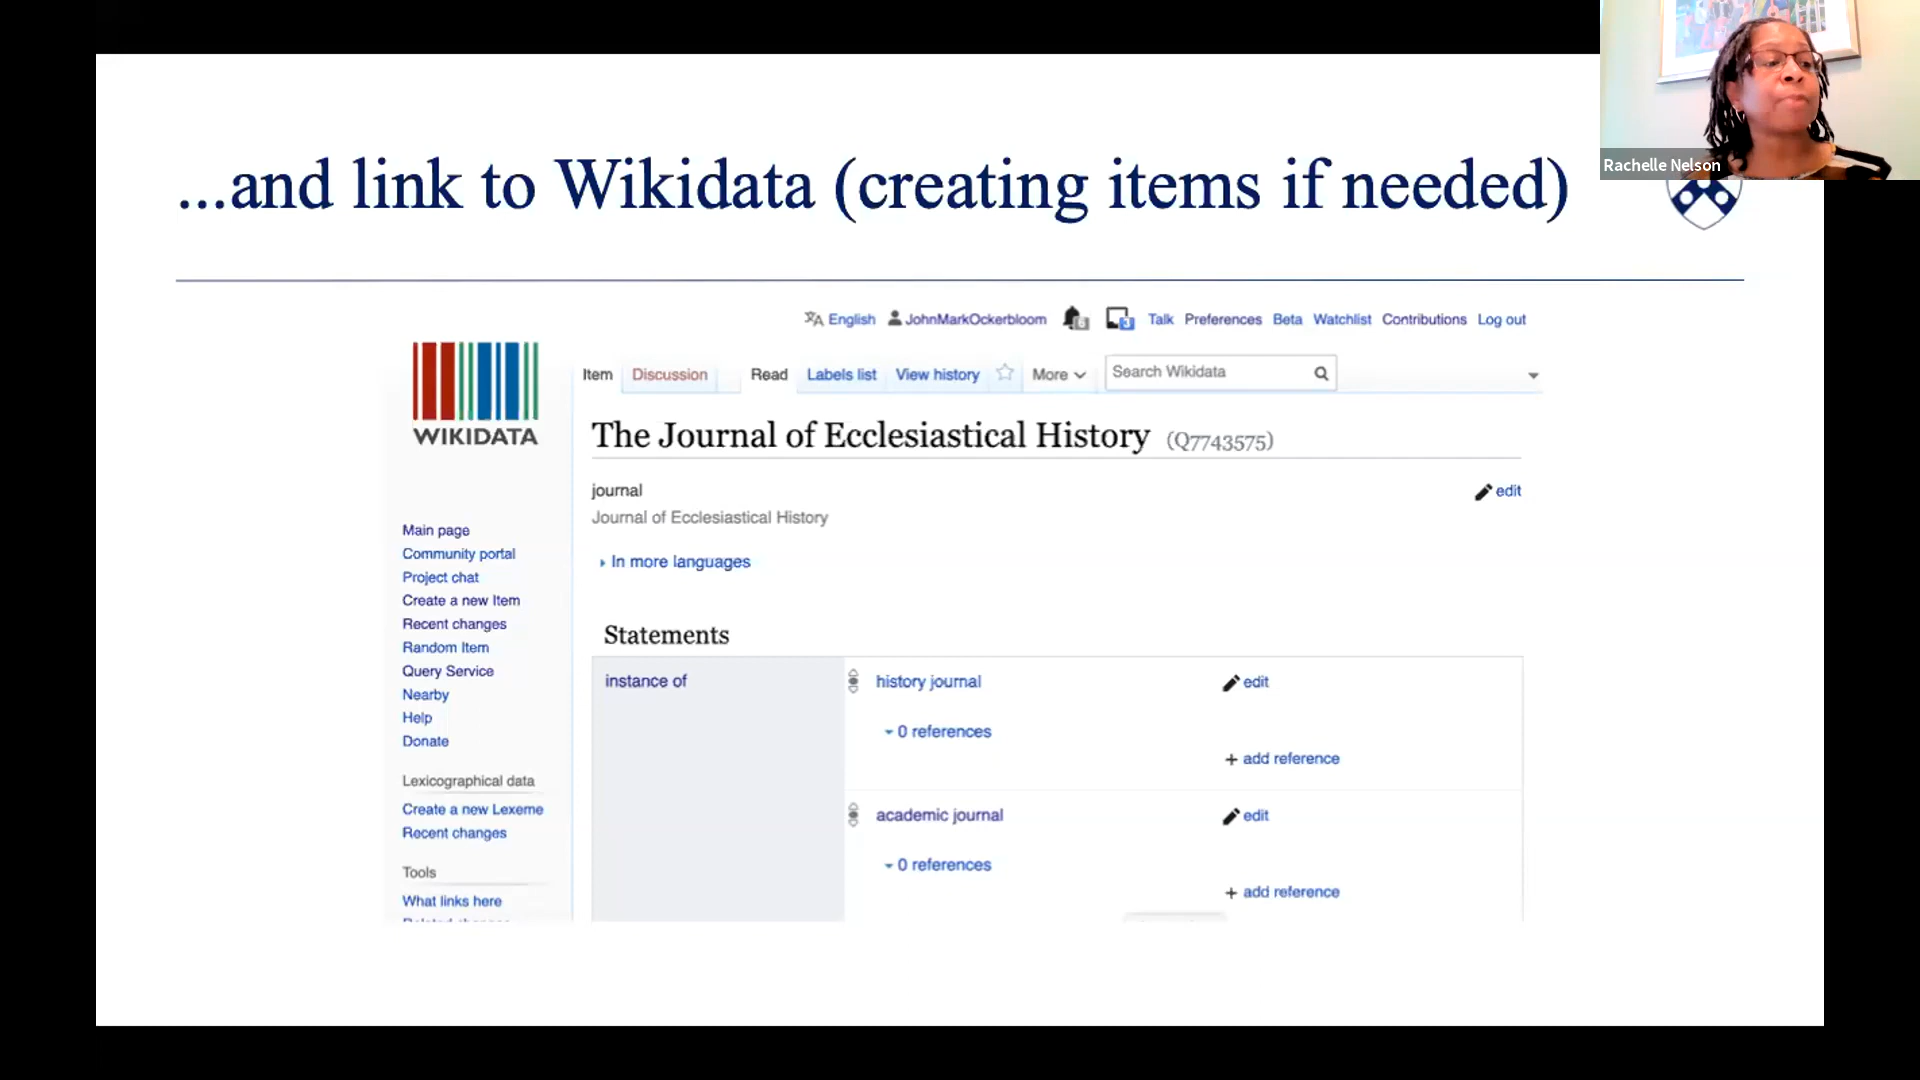 Rachelle Nelson
...and link to Wikidata (creating items if needed)
English JohnMarkOckerbloom Talk Preferences Beta Watchlist Contributions Log out
WIKIDATA
Item Discussion Read Labels list View history More Search Wikidata
The Journal of Ecclesiastical History (Q7743575)
journal edit
Journal of Ecclesiastical History
In more languages
Main page
Community portal
Project chat
Create a new Item
Recent changes
Random Item
Query Service
Nearby
Help
Donate
Lexicographical data
Create a new Lexeme
Recent changes
Tools
What links here
Statements
instance of history journal edit
0 references
+ add reference
academic journal edit
0 references
+ add reference